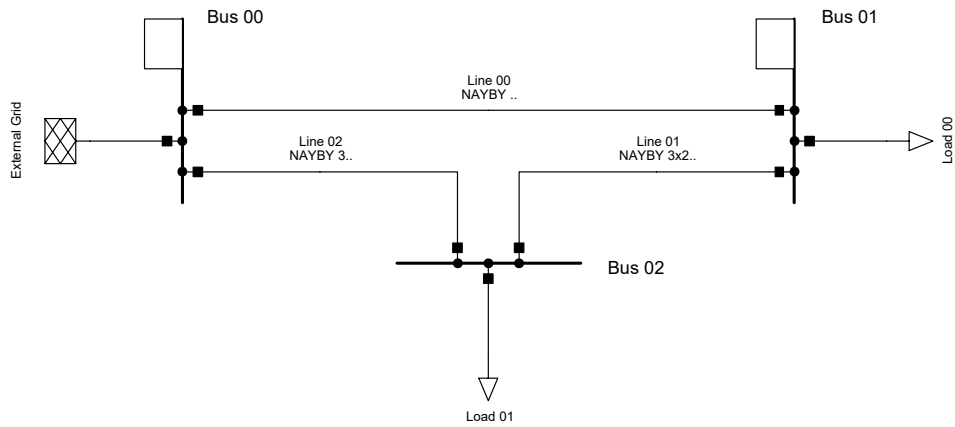 Bus 00
Bus 01
Line 00
NAYBY ..
External Grid
Line 02
NAYBY 3..
Line 01
NAYBY 3x2..
Load 00
Bus 02
Load 01